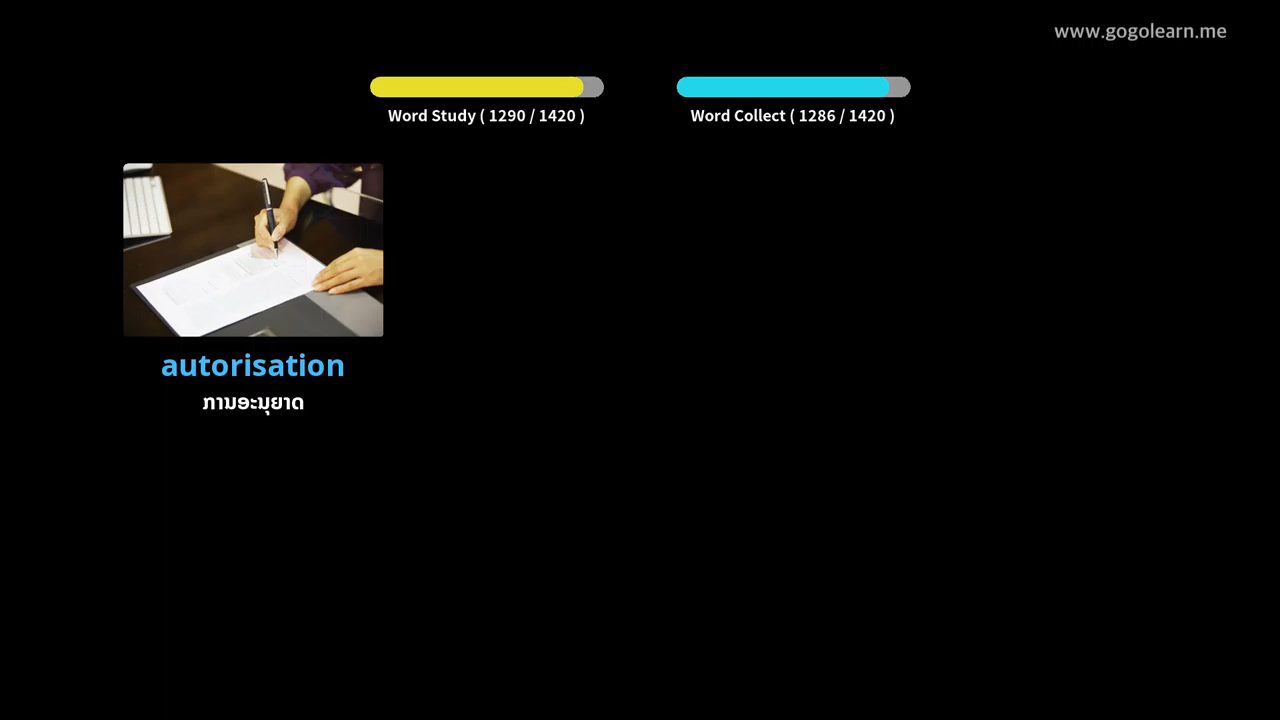 www.gogolearn.me
Word Study ( 1290 / 1420 )
Word Collect ( 1286 / 1420 )
autorisation
ການອະນຸຍາດ